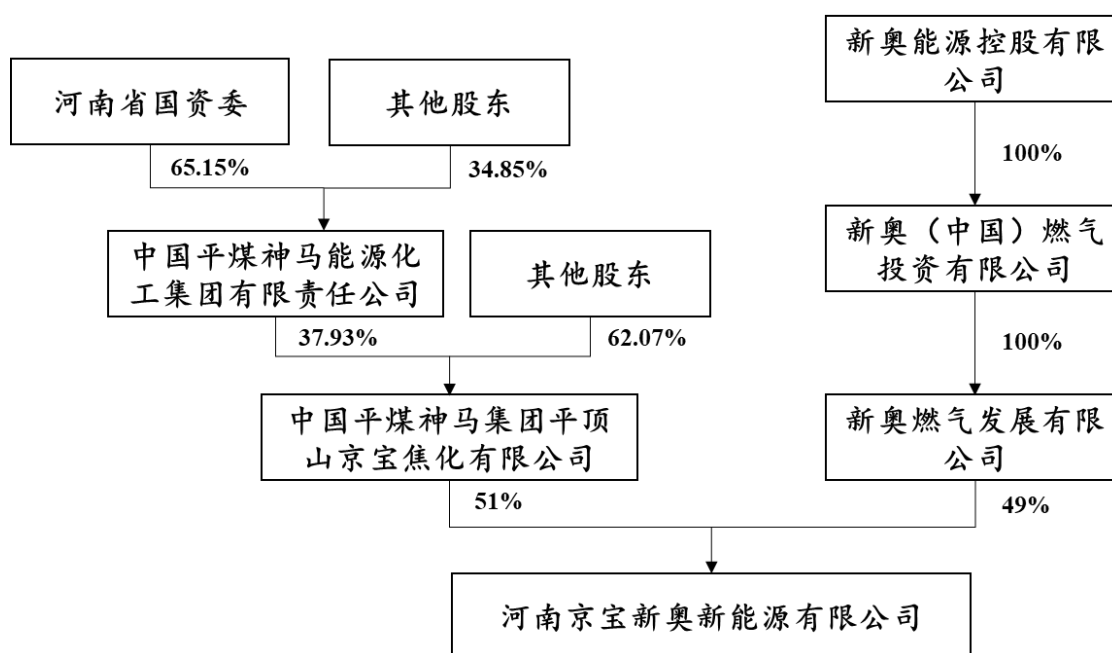 新奥能源控股有限
公司
河南省国资委
其他股东
65.15%
34.85%
100%
中国平煤神马能源化
工集团有限责任公司
其他股东
新奥（中国）燃气
投资有限公司
37.93%
62.07%
100%
中国平煤神马集团平顶
山京宝焦化有限公司
新奥燃气发展有限
公司
51%
49%
河南京宝新奥新能源有限公司